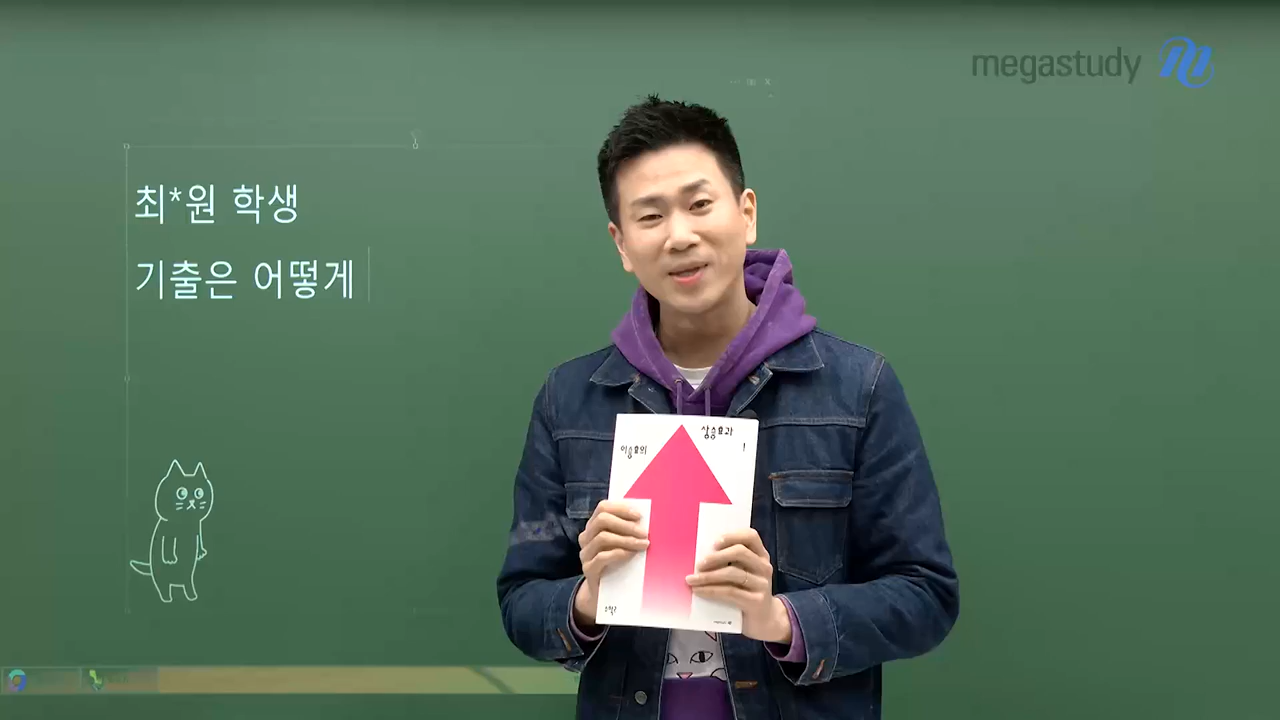 megastudy
최*원 학생
기출은 어떻게
이승효의
상승효과